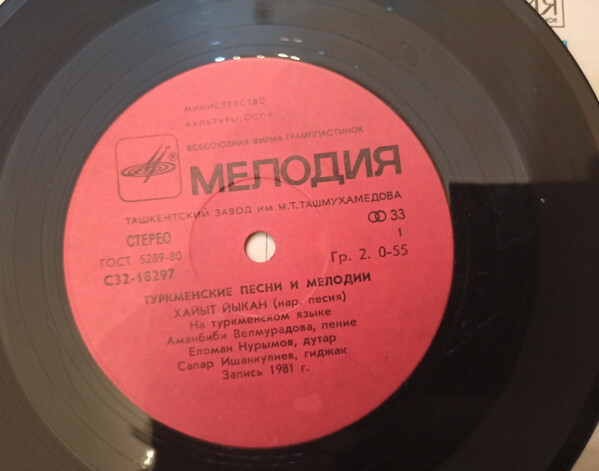 МИНИСТЕРСТВО
КУЛЬТУРЫ СССР
ВСЕСОЮЗНАЯ ФИРМА ГРАМПЛАСТИНОК
МЕЛОДИЯ
ТАШКЕНТСКИЙ ЗАВОД ИМ. М.Т. ТАШМУХАМЕДОВА
СТЕРЕО
33
ГОСТ 5289-80
1
С32-18297
Гр. 2. 0-55
ТУРКМЕНСКИЕ ПЕСНИ И МЕЛОДИИ
ХАЙЫТ ЙЫКАН (нар. песня)
На туркменском языке
Аманбиби Велмурадова, пение
Еломан Нурымов, дутар
Сапар Ишанкулиев, гиджак
Запись 1981 г.